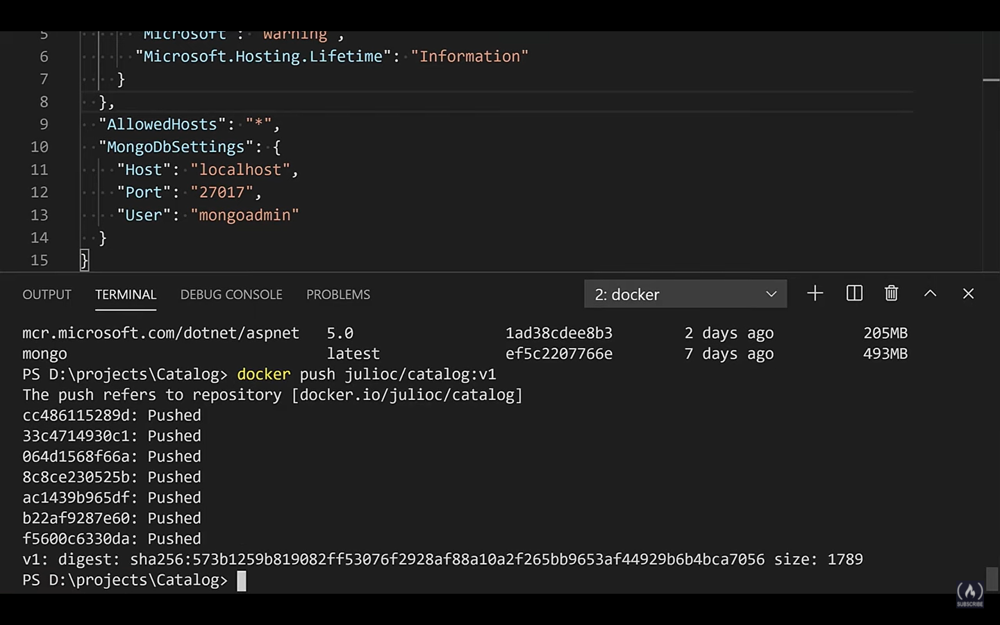 5 "Microsoft": "Warning",
6 "Microsoft.Hosting.Lifetime": "Information"
7 }
8 },
9 "AllowedHosts": "*",
10 "MongoDbSettings": {
11 "Host": "localhost",
12 "Port": "27017",
13 "User": "mongoadmin"
14 }
15 }
OUTPUT TERMINAL DEBUG CONSOLE PROBLEMS 2: docker
mcr.microsoft.com/dotnet/aspnet 5.0 1ad38cdee8b3 2 days ago 205MB
mongo latest ef5c2207766e 7 days ago 493MB
PS D:\projects\Catalog> docker push julioc/catalog:v1
The push refers to repository [docker.io/julioc/catalog]
cc486115289d: Pushed
33c4714930c1: Pushed
064d1568f66a: Pushed
8c8ce230525b: Pushed
ac1439b965df: Pushed
b22af9287e60: Pushed
f5600c6330da: Pushed
v1: digest: sha256:573b1259b819082ff53076f2928af88a10a2f265bb9653af44929b6b4bca7056 size: 1789
PS D:\projects\Catalog>
SUBSCRIBE